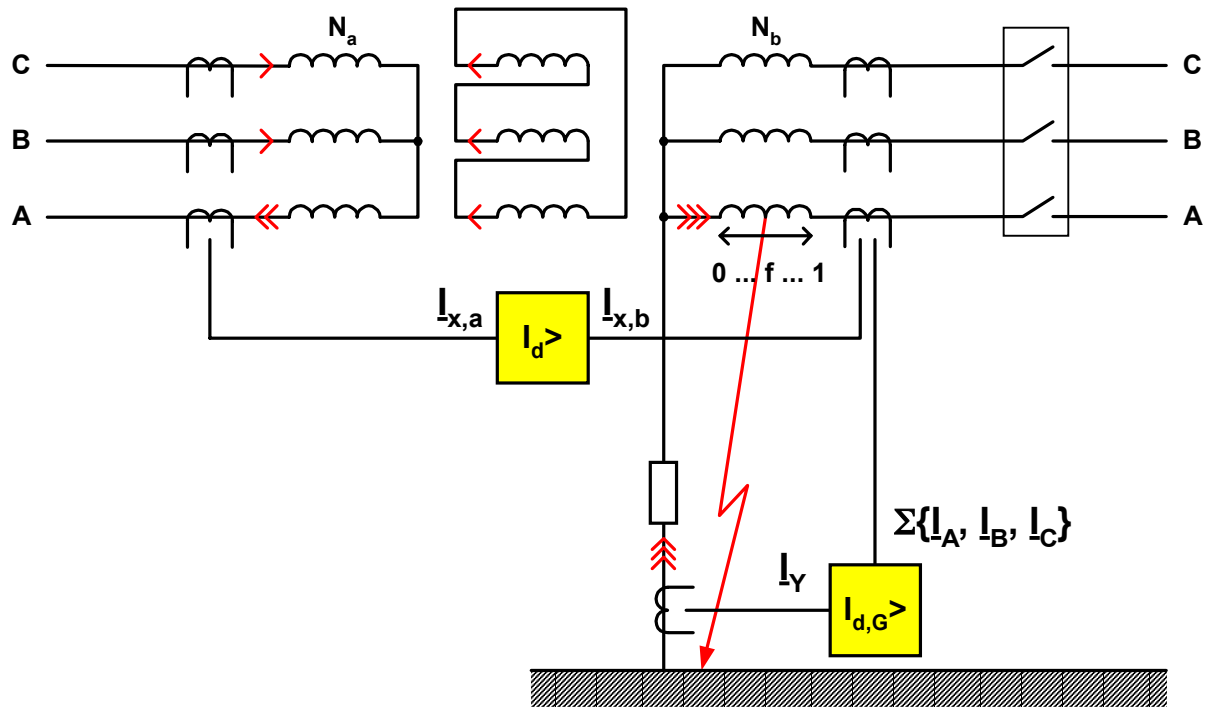 N_a
N_b
C
C
B
B
A
A
0 ... f ... 1
I_x,a
I_d>
I_x,b
Σ{I_A, I_B, I_C}
I_Y
I_d,G>